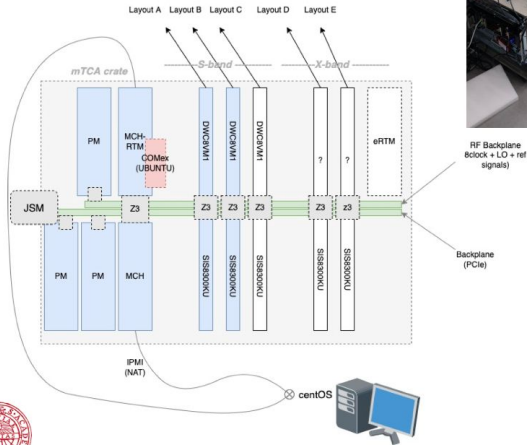 Layout A
Layout B
Layout C
Layout D
Layout E
mTCA crate
S-band
X-band
PM
MCH-
RTM
COMex
(UBUNTU)
DWC8VM1
DWC8VM1
DWC8VM1
?
?
eRTM
RF Backplane
8clock + LO + ref
signals)
JSM
Z3
Z3
Z3
Z3
Z3
z3
Backplane
(PCIe)
PM
PM
MCH
SIS8300KU
SIS8300KU
SIS8300KU
SIS8300KU
SIS8300KU
IPMI
(NAT)
centOS